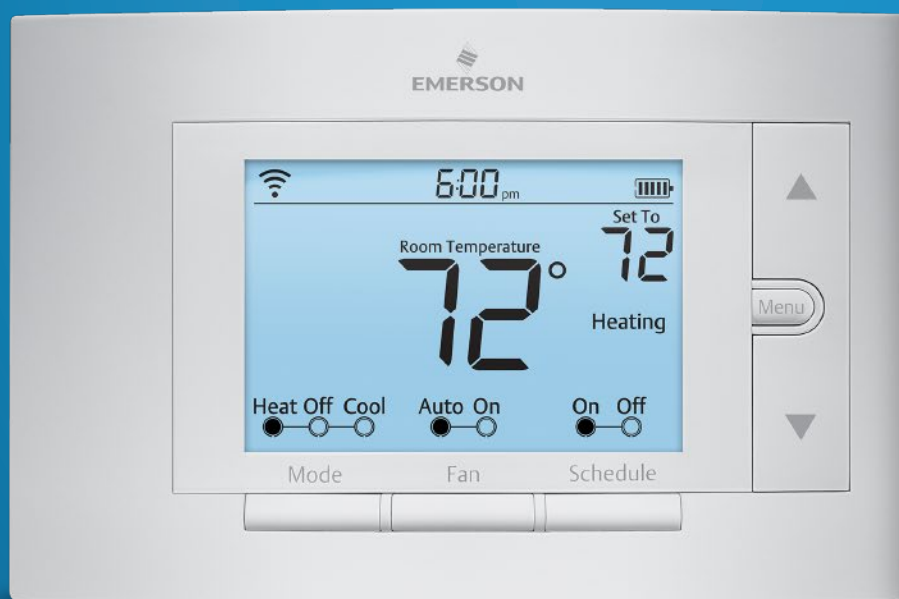 EMERSON
6:00 pm
Set To
72
Room Temperature
72°
Heating
Menu
Heat Off Cool
Auto On
On Off
Mode
Fan
Schedule